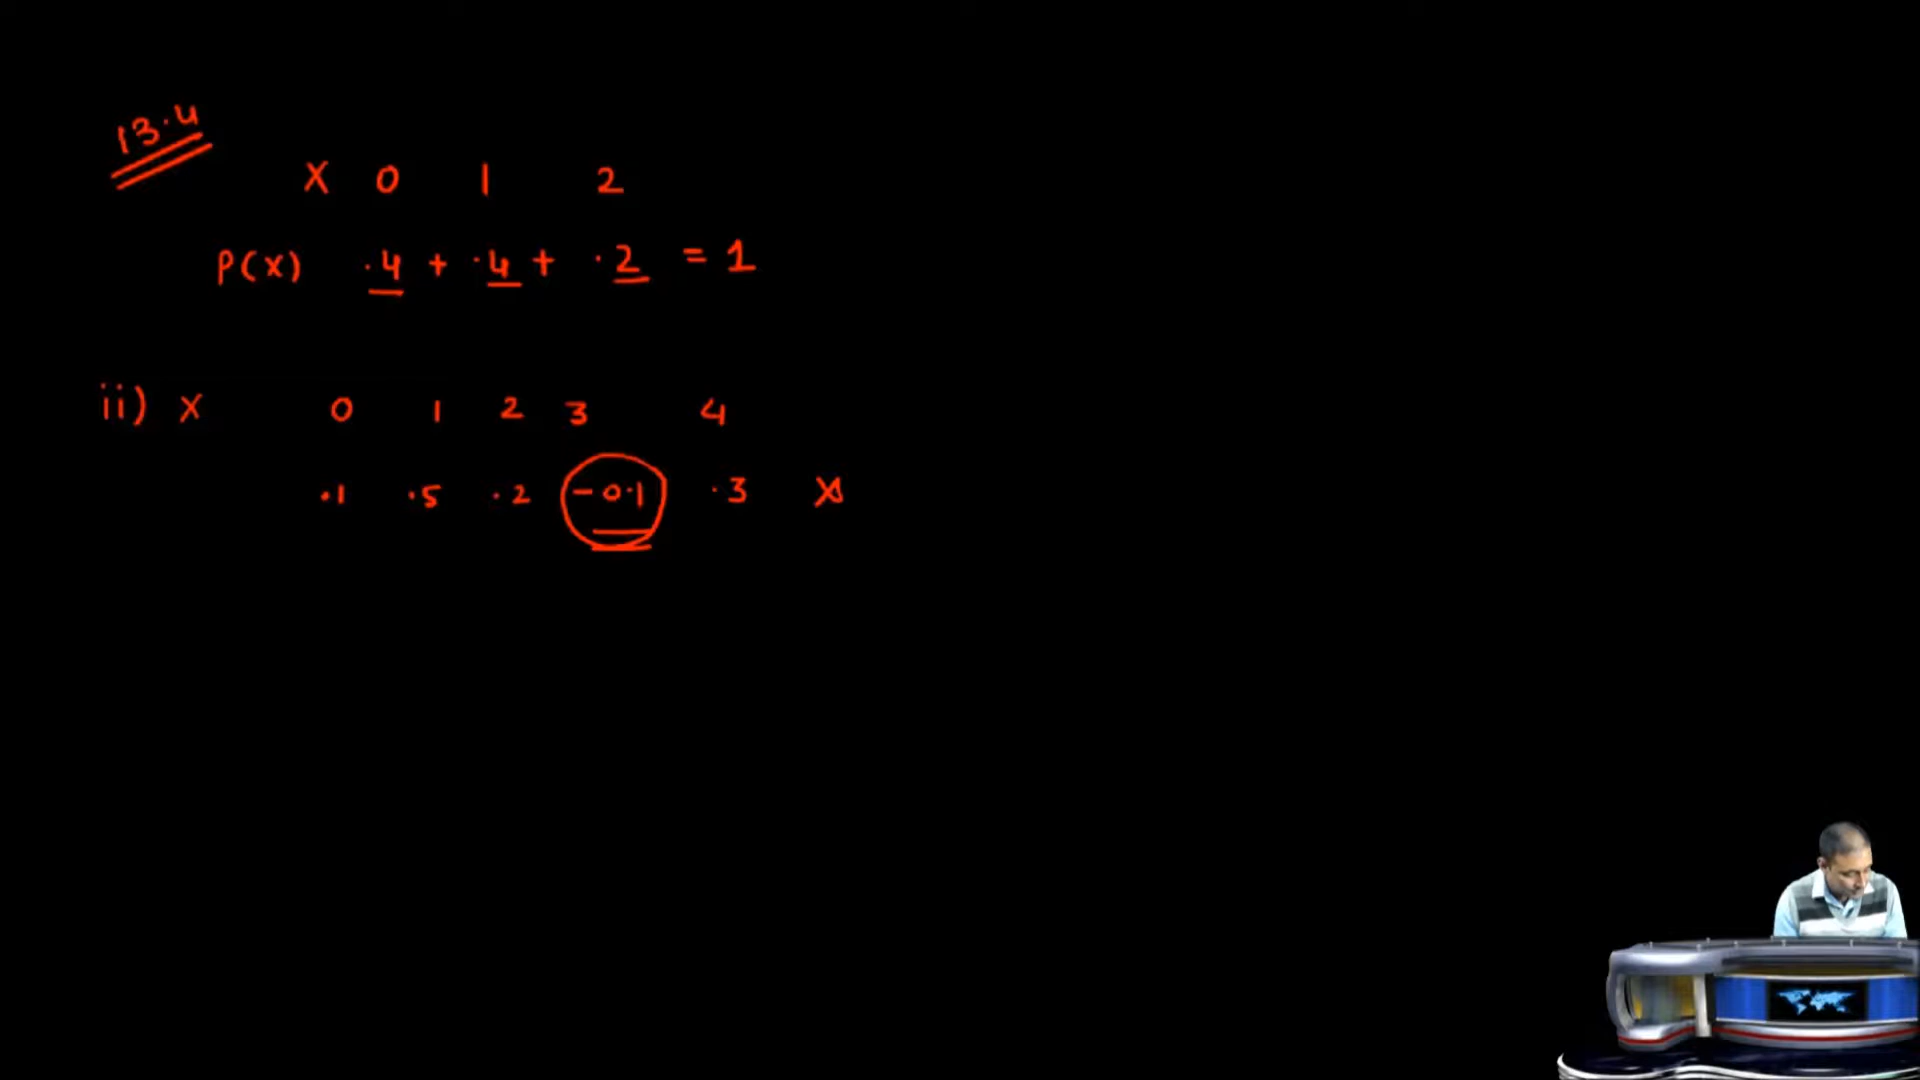 13.4
X 0 1 2
P(X) .4 + .4 + .2 = 1
ii) X 0 1 2 3 4
.1 .5 .2 -0.1 .3